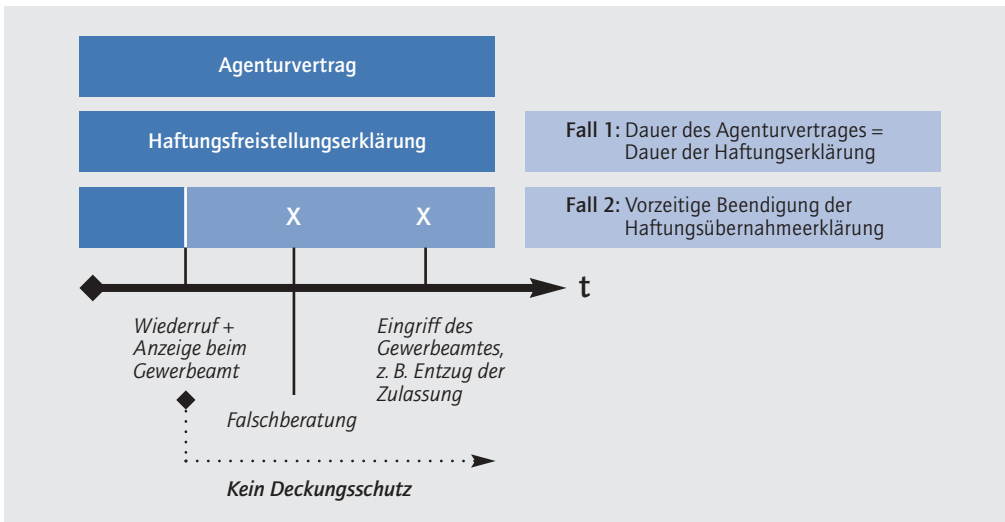 Agenturvertrag
Haftungsfreistellungserklärung
Fall 1: Dauer des Agenturvertrages =
Dauer der Haftungserklärung
X
X
Fall 2: Vorzeitige Beendigung der
Haftungsübernahmeerklärung
t
Wiederruf +
Anzeige beim
Gewerbeamt
Eingriff des
Gewerbeamtes,
z. B. Entzug der
Zulassung
Falschberatung
Kein Deckungsschutz